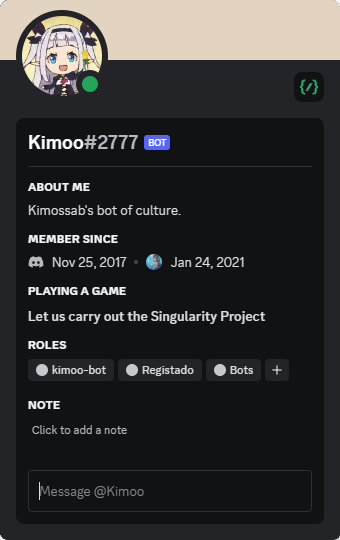 {/}
Kimoo#2777 BOT
ABOUT ME
Kimossab's bot of culture.
MEMBER SINCE
Nov 25, 2017 • Jan 24, 2021
PLAYING A GAME
Let us carry out the Singularity Project
ROLES
kimoo-bot Registado Bots +
NOTE
Click to add a note
Message @Kimoo